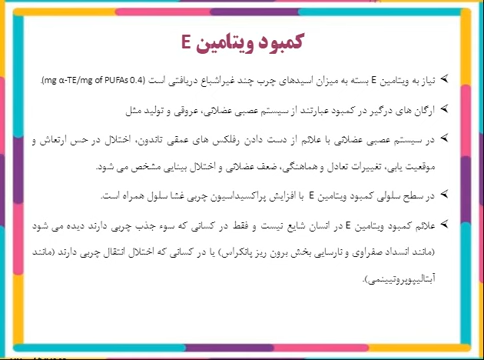 کمبود ویتامین E
نیاز به ویتامین E بسته به میزان اسیدهای چرب چند غیراشباع دریافتی است (mg α-TE/mg of PUFAs 0.4).
ارگان های درگیر در کمبود عبارتند از سیستم عصبی عضلانی، عروقی و تولید مثل
در سیستم عصبی عضلانی با علائم از دست دادن رفلکس های عمقی تاندون، اختلال در حس ارتعاش و
موقعیت یابی، تغییرات تعادل و هماهنگی، ضعف عضلانی و اختلال بینایی مشخص می شود.
در سطح سلولی کمبود ویتامین E با افزایش پراکسیداسیون چربی غشا سلول همراه است.
علائم کمبود ویتامین E در انسان شایع نیست و فقط در کسانی که سوء جذب چربی دارند دیده می شود
(مانند انسداد صفراوی و نارسایی بخش برون ریز پانکراس) یا در کسانی که اختلال انتقال چربی دارند (مانند
آبتالیپوپروتیینمی).